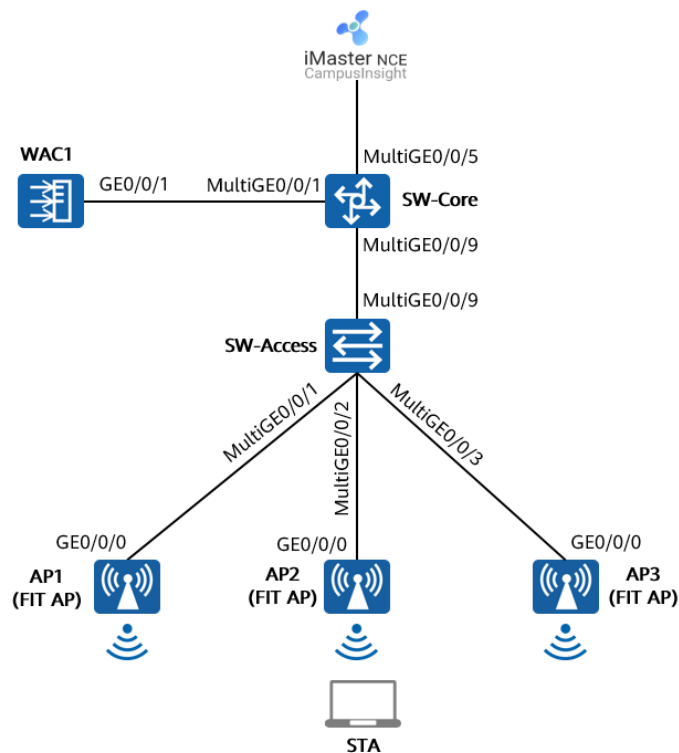 iMaster NCE
CampusInsight
MultiGE0/0/5
WAC1
GE0/0/1
MultiGE0/0/1
SW-Core
MultiGE0/0/9
MultiGE0/0/9
SW-Access
MultiGE0/0/1
MultiGE0/0/2
MultiGE0/0/3
GE0/0/0
GE0/0/0
GE0/0/0
AP1
(FIT AP)
AP2
(FIT AP)
AP3
(FIT AP)
STA